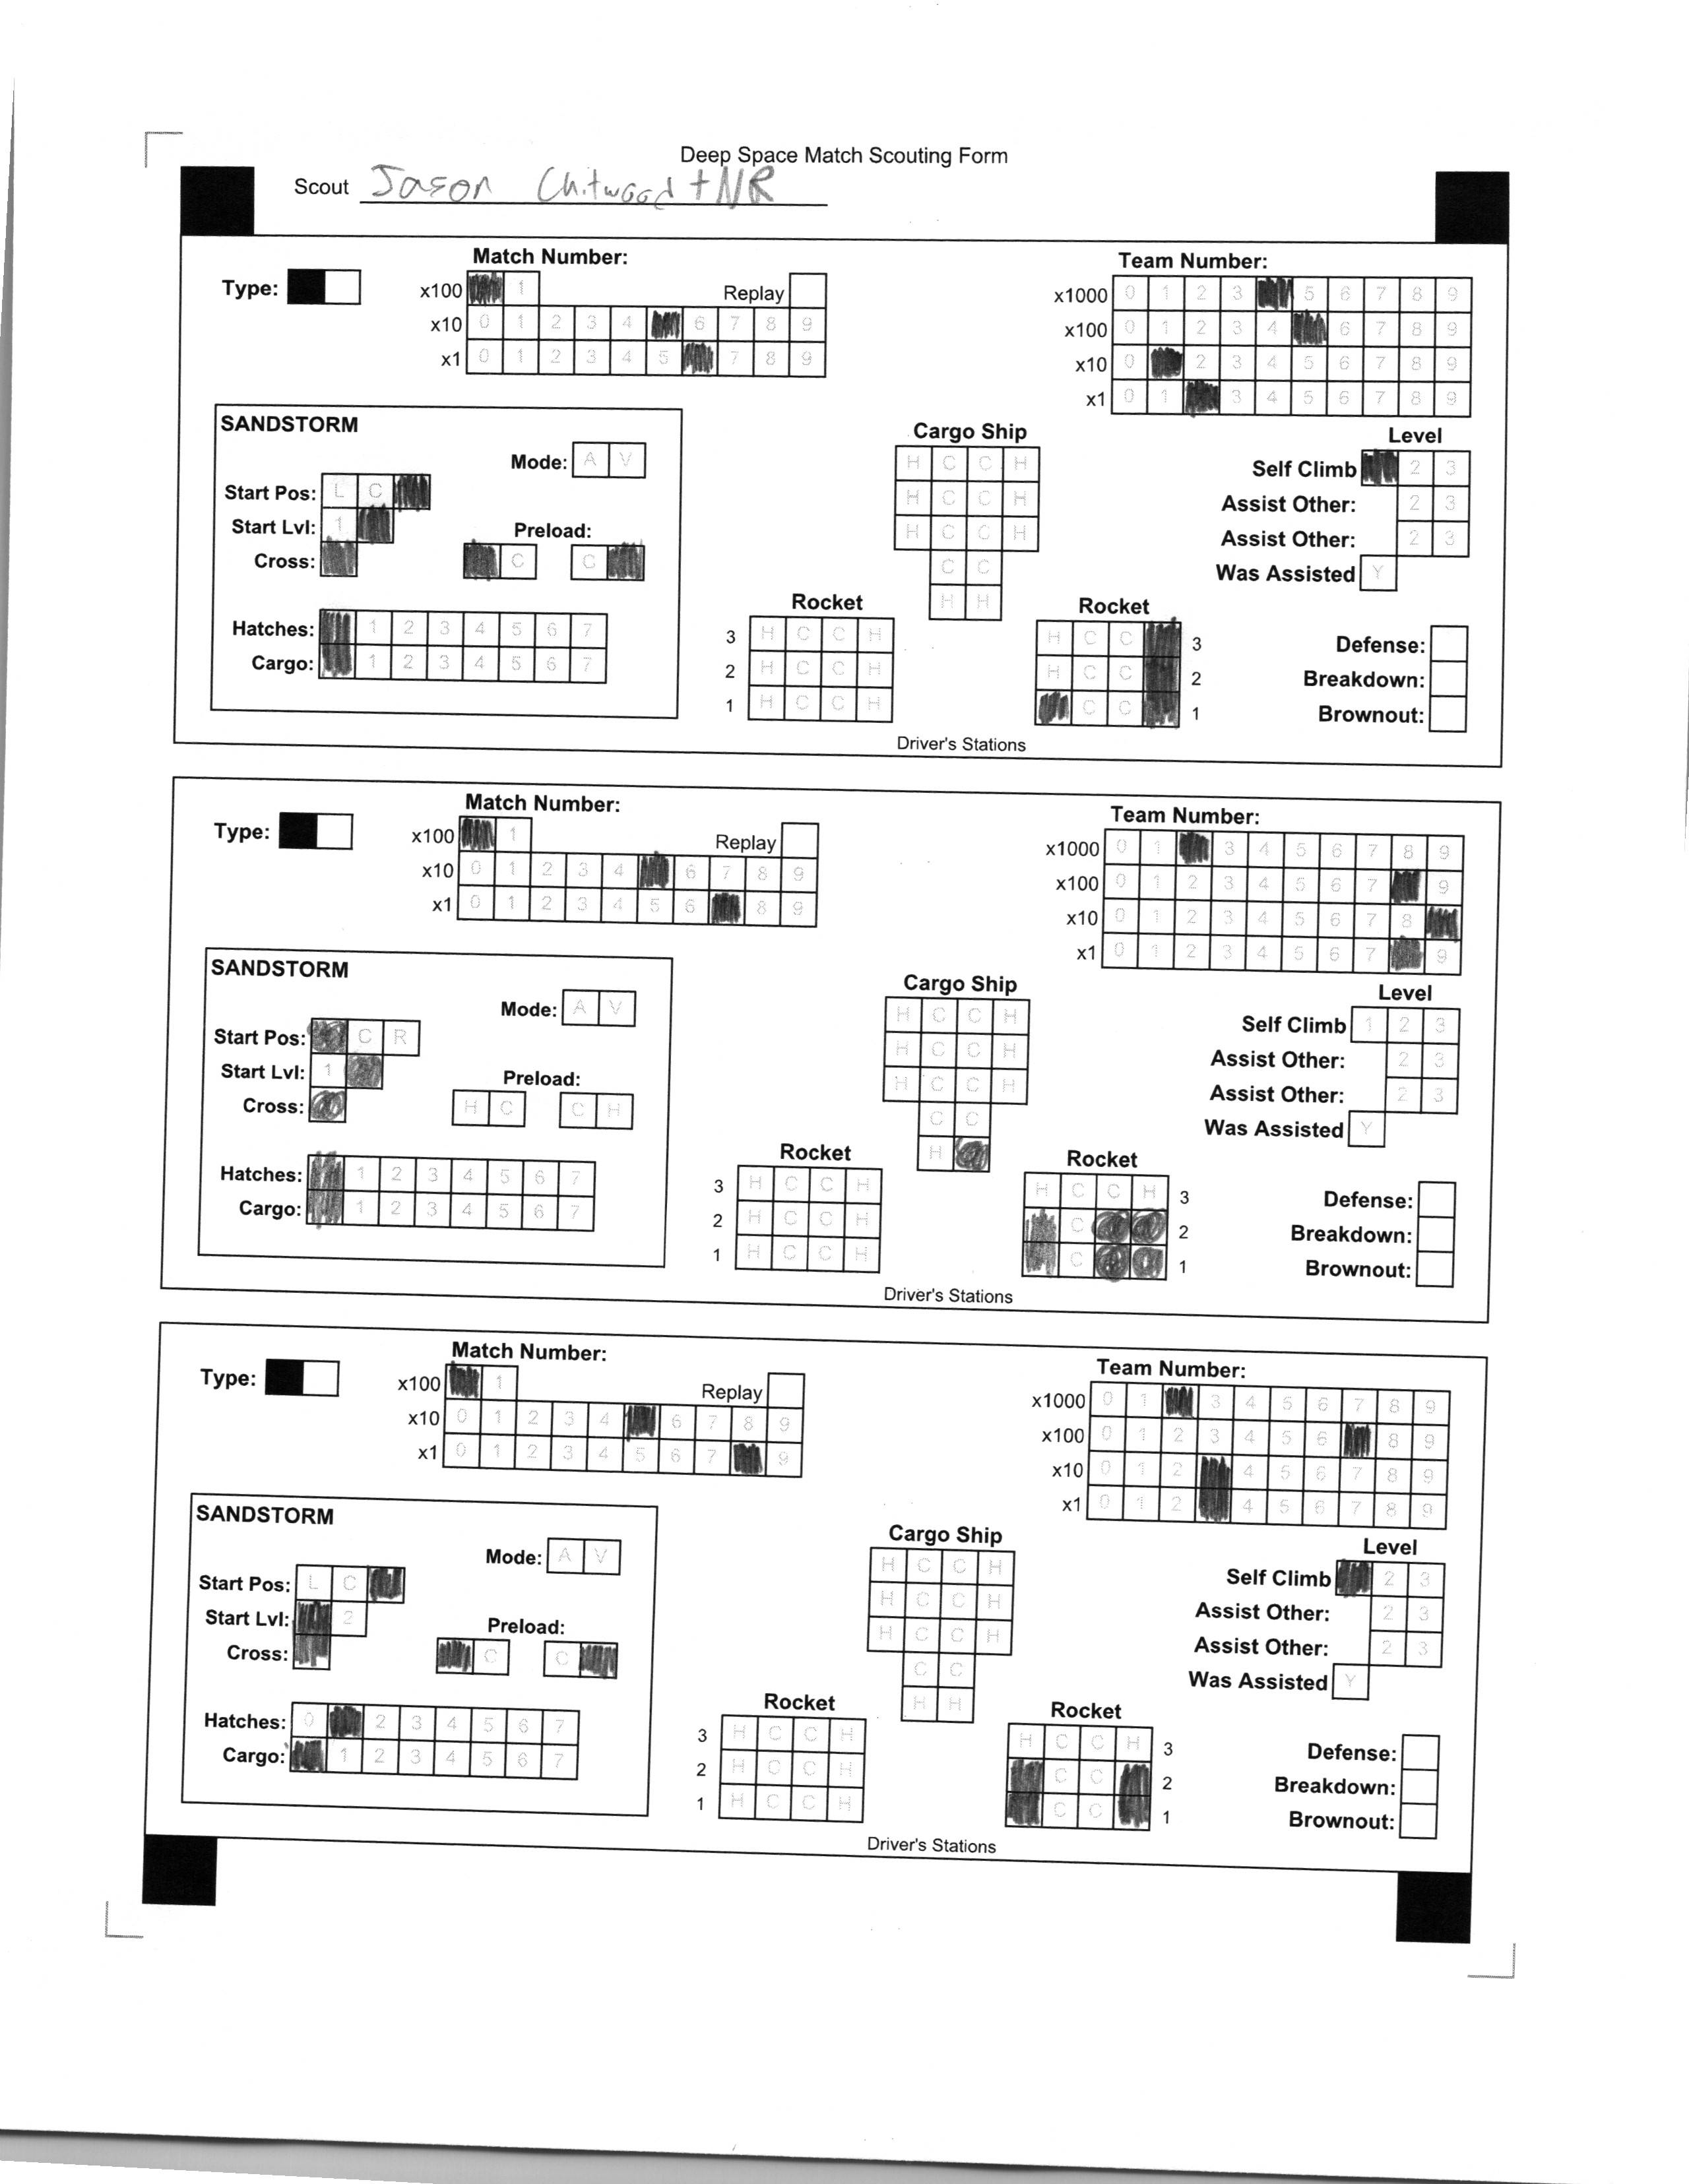 Deep Space Match Scouting Form
Scout Jason Chitwood + NR
Match Number: Team Number:
Type: x100 1 Replay x1000 0 1 2 3 5 6 7 8 9
x10 0 1 2 3 4 6 7 8 9 x100 0 1 2 3 4 6 7 8 9
x1 0 1 2 3 4 5 7 8 9 x10 0 2 3 4 5 6 7 8 9
x1 0 1 3 4 5 6 7 8 9
SANDSTORM Cargo Ship Level
Mode: A V H C C H Self Climb 2 3
Start Pos: L C H C C H Assist Other: 2 3
Start Lvl: 1 Preload: H C C H Assist Other: 2 3
Cross: C C C C Was Assisted Y
H H
Rocket Rocket
Hatches: 1 2 3 4 5 6 7 3 H C C H H C C 3 Defense:
Cargo: 1 2 3 4 5 6 7 2 H C C H H C C 2 Breakdown:
1 H C C H C C 1 Brownout:
Driver's Stations
Match Number: Team Number:
Type: x100 1 Replay x1000 0 1 3 4 5 6 7 8 9
x10 0 1 2 3 4 6 7 8 9 x100 0 1 2 3 4 5 6 7 9
x1 0 1 2 3 4 5 6 8 9 x10 0 1 2 3 4 5 6 7 8
x1 0 1 2 3 4 5 6 7 9
SANDSTORM Cargo Ship Level
Mode: A V H C C H Self Climb 1 2 3
Start Pos: C R H C C H Assist Other: 2 3
Start Lvl: 1 Preload: H C C H Assist Other: 2 3
Cross: H C C H C C Was Assisted Y
H
Rocket Rocket
Hatches: 1 2 3 4 5 6 7 3 H C C H H C C H 3 Defense:
Cargo: 1 2 3 4 5 6 7 2 H C C H C 2 Breakdown:
1 H C C H C 1 Brownout:
Driver's Stations
Match Number: Team Number:
Type: x100 1 Replay x1000 0 1 3 4 5 6 7 8 9
x10 0 1 2 3 4 6 7 8 9 x100 0 1 2 3 4 5 6 8 9
x1 0 1 2 3 4 5 6 7 9 x10 0 1 2 4 5 6 7 8 9
x1 0 1 2 4 5 6 7 8 9
SANDSTORM Cargo Ship Level
Mode: A V H C C H Self Climb 2 3
Start Pos: L C H C C H Assist Other: 2 3
Start Lvl: 2 Preload: H C C H Assist Other: 2 3
Cross: C C C C Was Assisted Y
H H
Rocket Rocket
Hatches: 0 2 3 4 5 6 7 3 H C C H H C C H 3 Defense:
Cargo: 1 2 3 4 5 6 7 2 H C C H C C 2 Breakdown:
1 H C C H C C 1 Brownout:
Driver's Stations